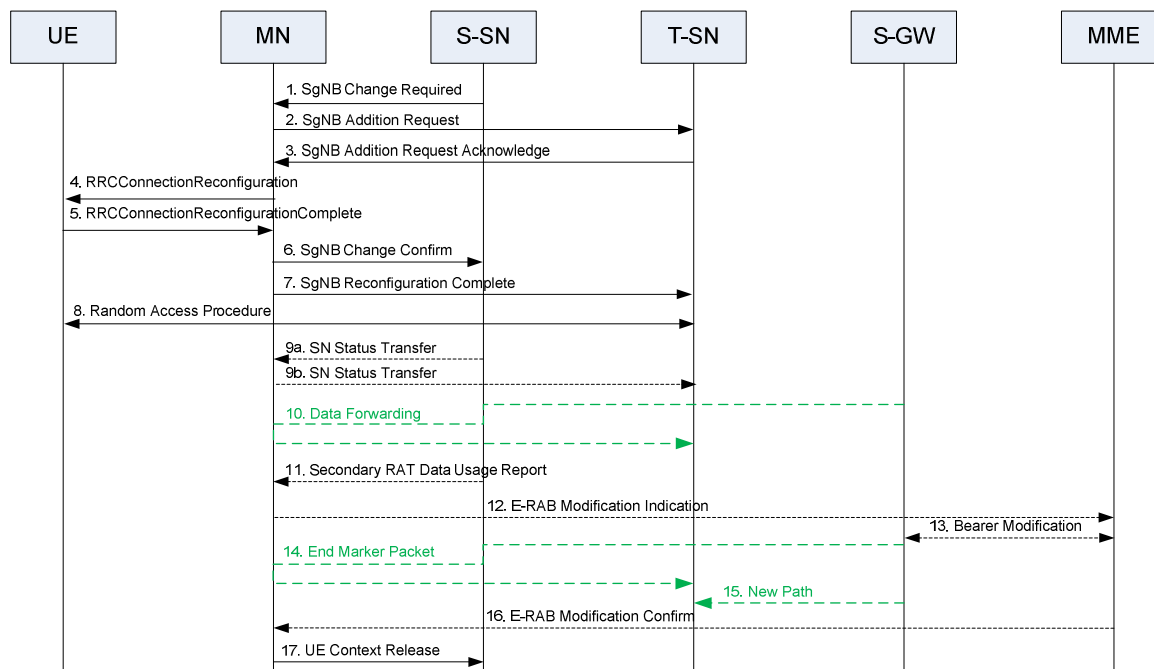 UE MN S-SN T-SN S-GW MME
1. SgNB Change Required
2. SgNB Addition Request
3. SgNB Addition Request Acknowledge
4. RRCConnectionReconfiguration
5. RRCConnectionReconfigurationComplete
6. SgNB Change Confirm
7. SgNB Reconfiguration Complete
8. Random Access Procedure
9a. SN Status Transfer
9b. SN Status Transfer
10. Data Forwarding
11. Secondary RAT Data Usage Report
12. E-RAB Modification Indication
13. Bearer Modification
14. End Marker Packet
15. New Path
16. E-RAB Modification Confirm
17. UE Context Release